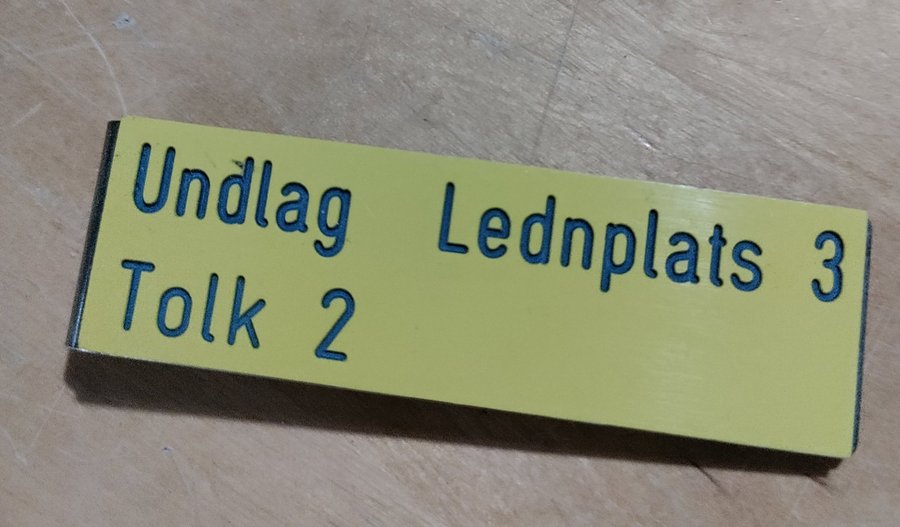 Undlag Lednplats 3
Tolk 2